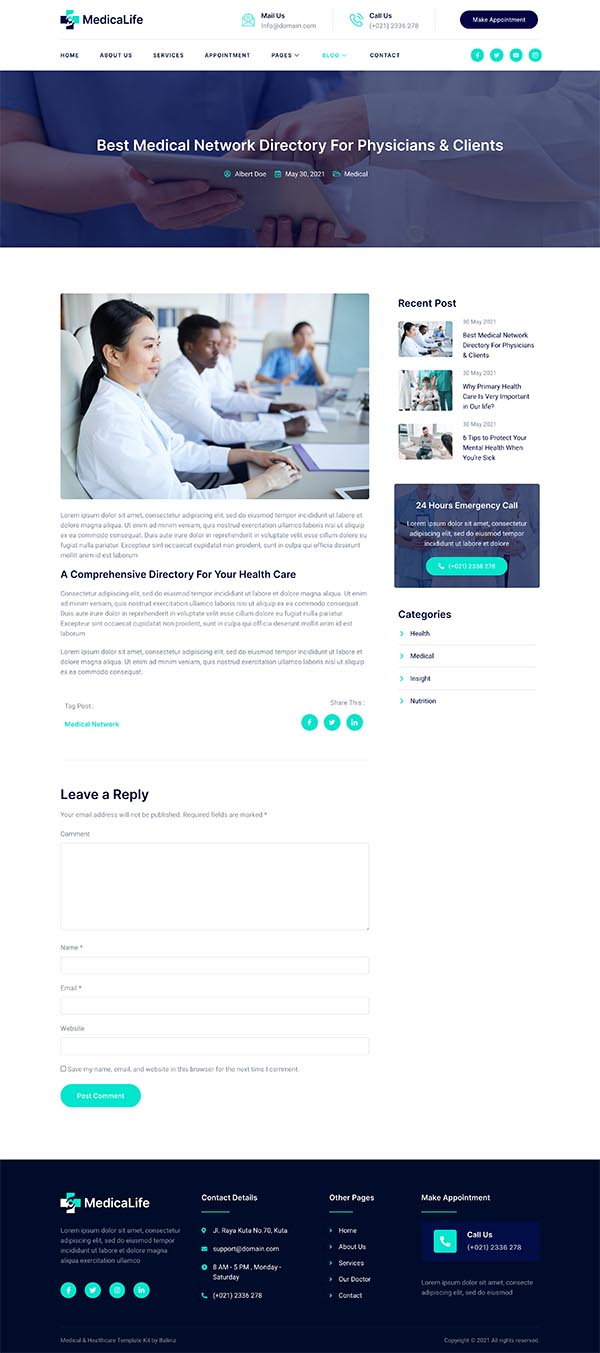 MedicaLife
Mail Us
Info@domain.com
Call Us
(+021) 2336 278
Make Appointment
HOME
ABOUT US
SERVICES
APPOINTMENT
PAGES
BLOG
CONTACT
Best Medical Network Directory For Physicians & Clients
Albert Doe
May 30, 2021
Medical
Lorem ipsum dolor sit amet, consectetur adipiscing elit, sed do eiusmod tempor incididunt ut labore et
dolore magna aliqua. Ut enim ad minim veniam, quis nostrud exercitation ullamco laboris nisi ut aliquip
ex ea commodo consequat. Duis aute irure dolor in reprehenderit in voluptate velit esse cillum dolore eu
fugiat nulla pariatur. Excepteur sint occaecat cupidatat non proident, sunt in culpa qui officia deserunt
mollit anim id est laborum
A Comprehensive Directory For Your Health Care
Consectetur adipiscing elit, sed do eiusmod tempor incididunt ut labore et dolore magna aliqua. Ut enim
ad minim veniam, quis nostrud exercitation ullamco laboris nisi ut aliquip ex ea commodo consequat.
Duis aute irure dolor in reprehenderit in voluptate velit esse cillum dolore eu fugiat nulla pariatur.
Excepteur sint occaecat cupidatat non proident, sunt in culpa qui officia deserunt mollit anim id est
laborum
Lorem ipsum dolor sit amet, consectetur adipiscing elit, sed do eiusmod tempor incididunt ut labore et
dolore magna aliqua. Ut enim ad minim veniam, quis nostrud exercitation ullamco laboris nisi ut aliquip
ex ea commodo consequat.
Tag Post :
Medical Network
Share This :
Recent Post
30 May 2021
Best Medical Network
Directory For Physicians
& Clients
30 May 2021
Why Primary Health
Care Is Very Important
in Our life?
30 May 2021
6 Tips to Protect Your
Mental Health When
You're Sick
24 Hours Emergency Call
Lorem ipsum dolor sit amet, consectetur
adipiscing elit, sed do eiusmod tempor
incididunt ut labore et dolore
(+021) 2336 278
Categories
Health
Medical
Insight
Nutrition
Leave a Reply
Your email address will not be published. Required fields are marked *
Comment
Name *
Email *
Website
Save my name, email, and website in this browser for the next time I comment.
Post Comment
MedicaLife
Lorem ipsum dolor sit amet, consectetur
adipiscing elit, sed do eiusmod tempor
incididunt ut labore et dolore magna
aliqua exercitation ullamco
Contact Details
Jl. Raya Kuta No.70, Kuta
support@domain.com
8 AM - 5 PM , Monday -
Saturday
(+021) 2336 278
Other Pages
Home
About Us
Services
Our Doctor
Contact
Make Appointment
Call Us
(+021) 2336 278
Lorem ipsum dolor sit amet, consecte
adipiscing elit, sed do eiusmod
Medical & Healthcare Template Kit by Baliniz
Copyright © 2021 All rights reserved.